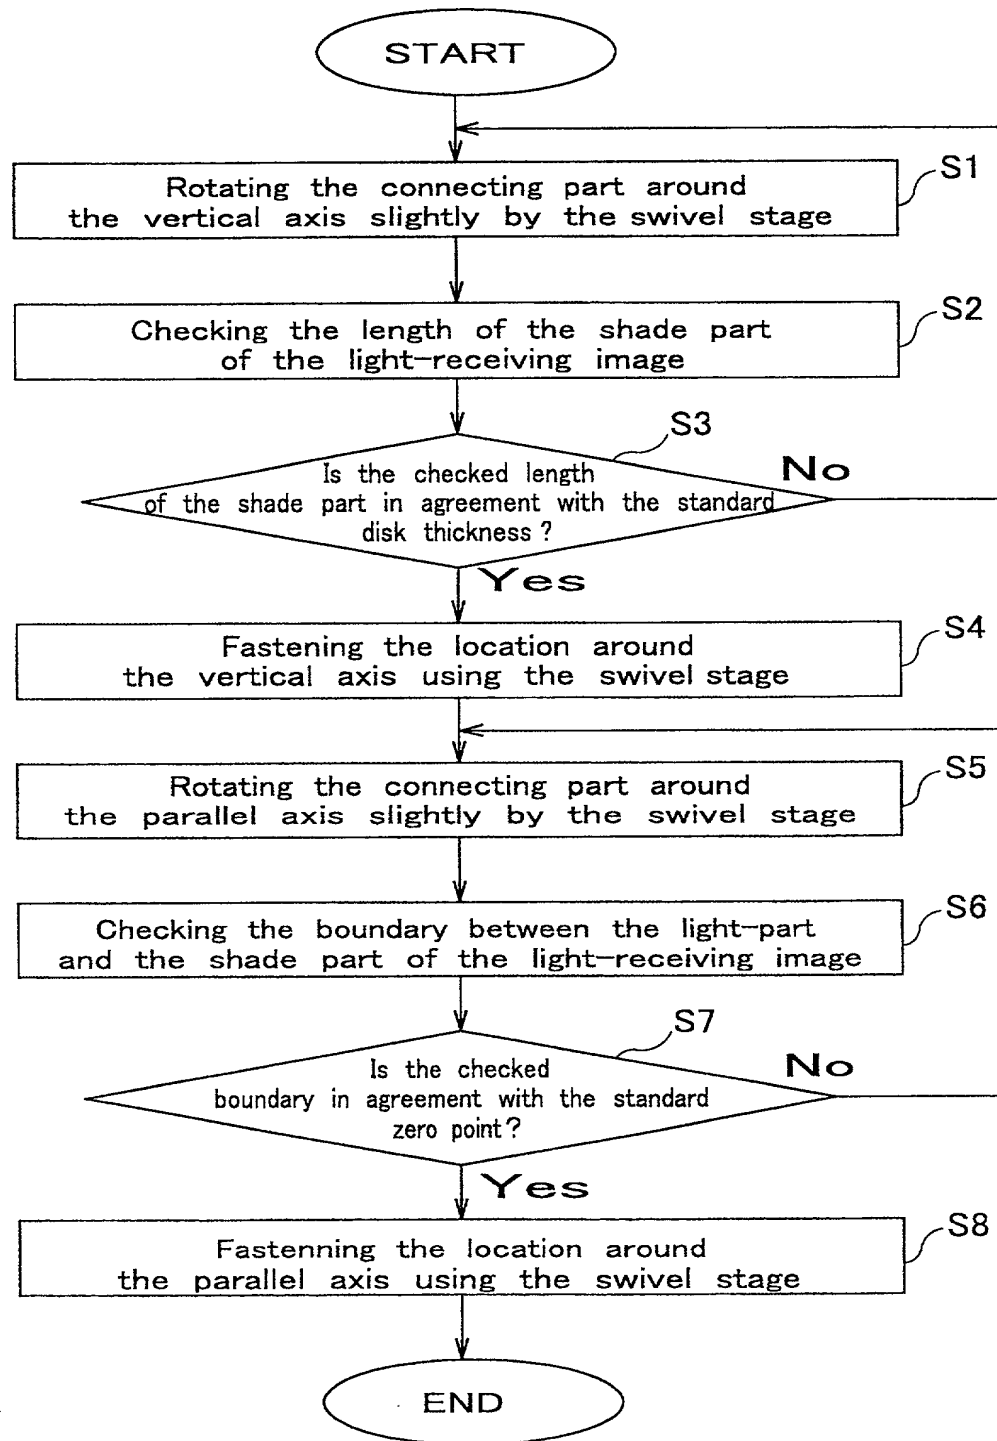 START
Rotating the connecting part around
the vertical axis slightly by the swivel stage
S1
Checking the length of the shade part
of the light-receiving image
S2
S3
Is the checked length
of the shade part in agreement with the standard
disk thickness?
No
Yes
Fastening the location around
the vertical axis using the swivel stage
S4
Rotating the connecting part around
the parallel axis slightly by the swivel stage
S5
Checking the boundary between the light-part
and the shade part of the light-receiving image
S6
S7
Is the checked
boundary in agreement with the standard
zero point?
No
Yes
Fastenning the location around
the parallel axis using the swivel stage
S8
END